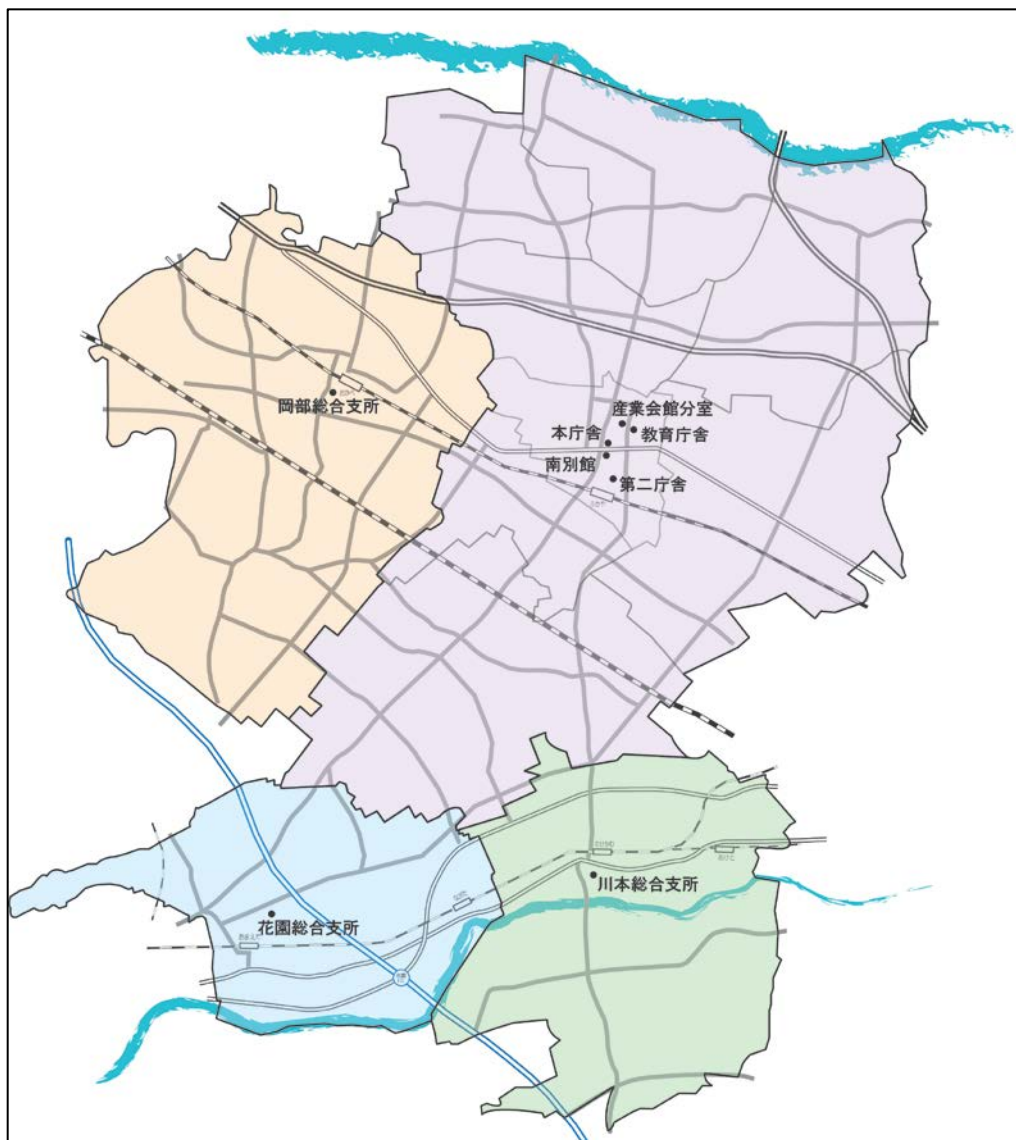 岡部総合支所
産業会館分室
本庁舎
教育庁舎
南別館
第二庁舎
川本総合支所
花園総合支所